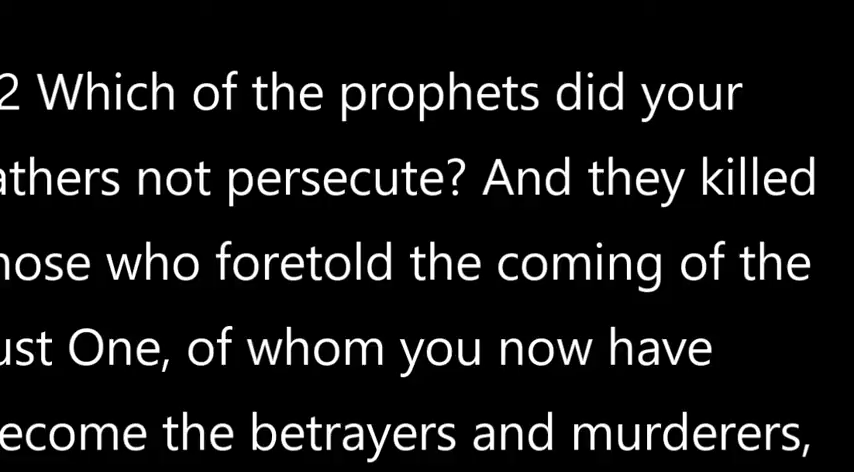 2 Which of the prophets did your
athers not persecute? And they killed
hose who foretold the coming of the
ust One, of whom you now have
ecome the betrayers and murderers,